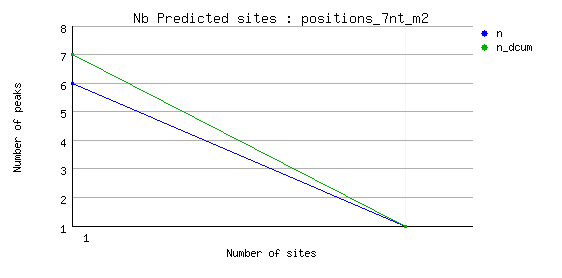 Nb Predicted sites : positions_7nt_m2
n
n_dcum
8
7
6
5
4
3
2
1
Number of peaks
1
Number of sites